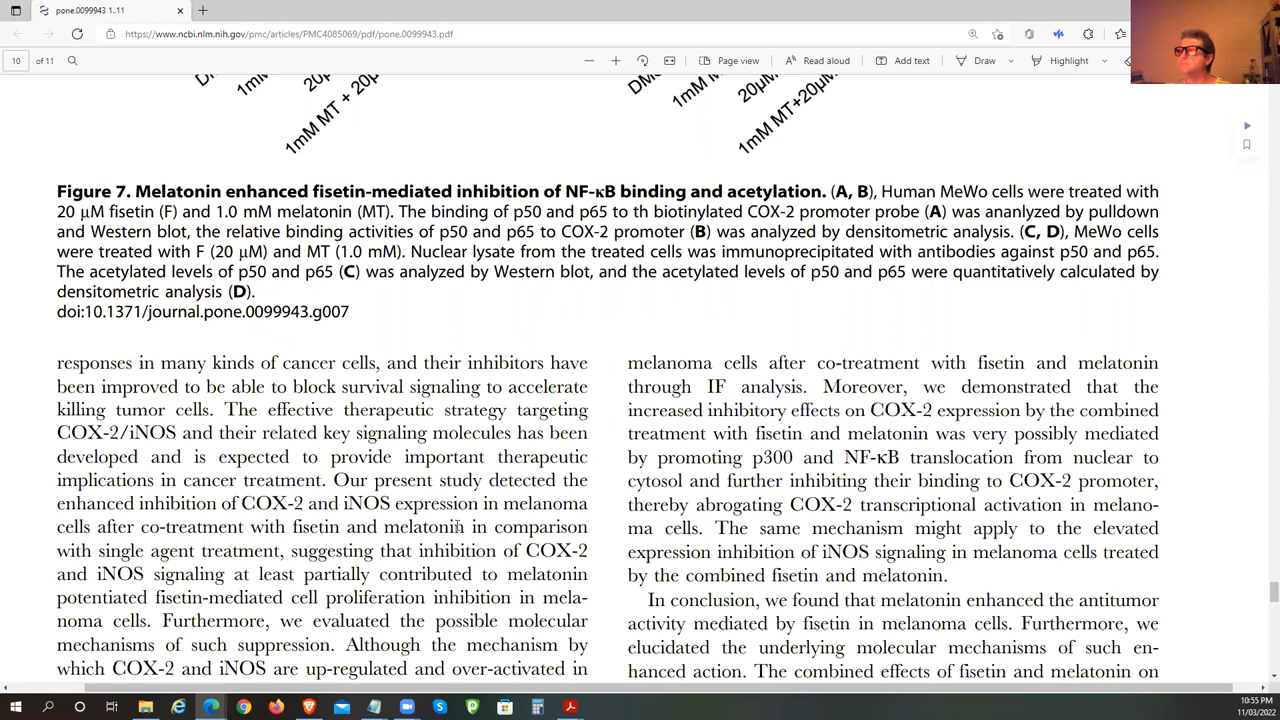 pone.0099943 1..11
https://www.ncbi.nlm.nih.gov/pmc/articles/PMC4085069/pdf/pone.0099943.pdf
10 of 11
Page view
Read aloud
Add text
Draw
Highlight
1mM MT + 20μ
20μM
1mM MT+20μM
Figure 7. Melatonin enhanced fisetin-mediated inhibition of NF-κB binding and acetylation. (A, B), Human MeWo cells were treated with
20 μM fisetin (F) and 1.0 mM melatonin (MT). The binding of p50 and p65 to th biotinylated COX-2 promoter probe (A) was ananlyzed by pulldown
and Western blot, the relative binding activities of p50 and p65 to COX-2 promoter (B) was analyzed by densitometric analysis. (C, D), MeWo cells
were treated with F (20 μM) and MT (1.0 mM). Nuclear lysate from the treated cells was immunoprecipitated with antibodies against p50 and p65.
The acetylated levels of p50 and p65 (C) was analyzed by Western blot, and the acetylated levels of p50 and p65 were quantitatively calculated by
densitometric analysis (D).
doi:10.1371/journal.pone.0099943.g007
responses in many kinds of cancer cells, and their inhibitors have
been improved to be able to block survival signaling to accelerate
killing tumor cells. The effective therapeutic strategy targeting
COX-2/iNOS and their related key signaling molecules has been
developed and is expected to provide important therapeutic
implications in cancer treatment. Our present study detected the
enhanced inhibition of COX-2 and iNOS expression in melanoma
cells after co-treatment with fisetin and melatonin in comparison
with single agent treatment, suggesting that inhibition of COX-2
and iNOS signaling at least partially contributed to melatonin
potentiated fisetin-mediated cell proliferation inhibition in mela-
noma cells. Furthermore, we evaluated the possible molecular
mechanisms of such suppression. Although the mechanism by
which COX-2 and iNOS are up-regulated and over-activated in
melanoma cells after co-treatment with fisetin and melatonin
through IF analysis. Moreover, we demonstrated that the
increased inhibitory effects on COX-2 expression by the combined
treatment with fisetin and melatonin was very possibly mediated
by promoting p300 and NF-κB translocation from nuclear to
cytosol and further inhibiting their binding to COX-2 promoter,
thereby abrogating COX-2 transcriptional activation in melano-
ma cells. The same mechanism might apply to the elevated
expression inhibition of iNOS signaling in melanoma cells treated
by the combined fisetin and melatonin.
In conclusion, we found that melatonin enhanced the antitumor
activity mediated by fisetin in melanoma cells. Furthermore, we
elucidated the underlying molecular mechanisms of such en-
hanced action. The combined effects of fisetin and melatonin on
10:55 PM
11/03/2022